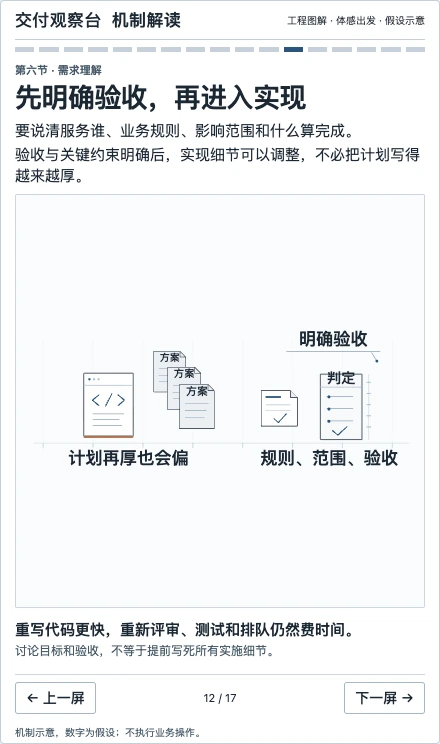 交付观察台 机制解读
工程图解 · 体感出发 · 假设示意
第六节 · 需求理解
先明确验收，再进入实现
要说清服务谁、业务规则、影响范围和什么算完成。
验收与关键约束明确后，实现细节可以调整，不必把计划写得
越来越厚。
明确验收
方案
方案
方案
判定
</>
计划再厚也会偏
规则、范围、验收
重写代码更快，重新评审、测试和排队仍然费时间。
讨论目标和验收，不等于提前写死所有实施细节。
← 上一屏
12 / 17
下一屏 →
机制示意，数字为假设；不执行业务操作。